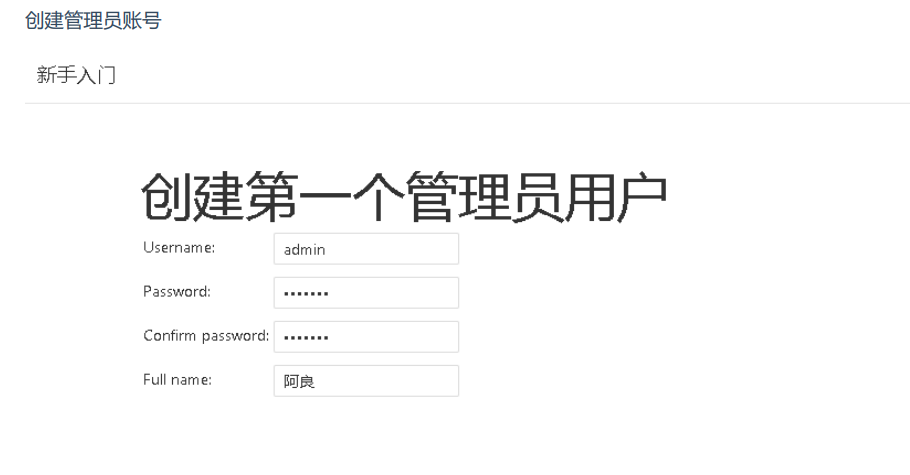 创建管理员账号
新手入门
创建第一个管理员用户
Username: admin
Password: •••••••
Confirm password: •••••••
Full name: 阿良